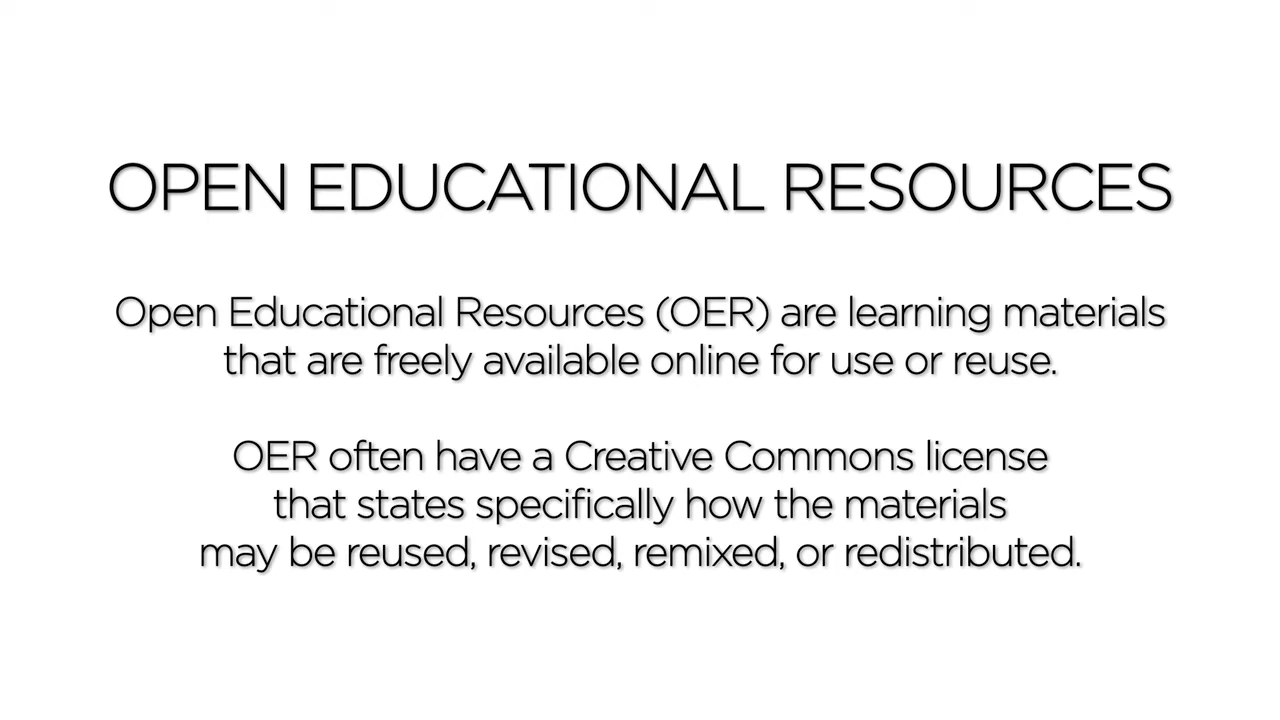 OPEN EDUCATIONAL RESOURCES
Open Educational Resources (OER) are learning materials
that are freely available online for use or reuse.
OER often have a Creative Commons license
that states specifically how the materials
may be reused, revised, remixed, or redistributed.